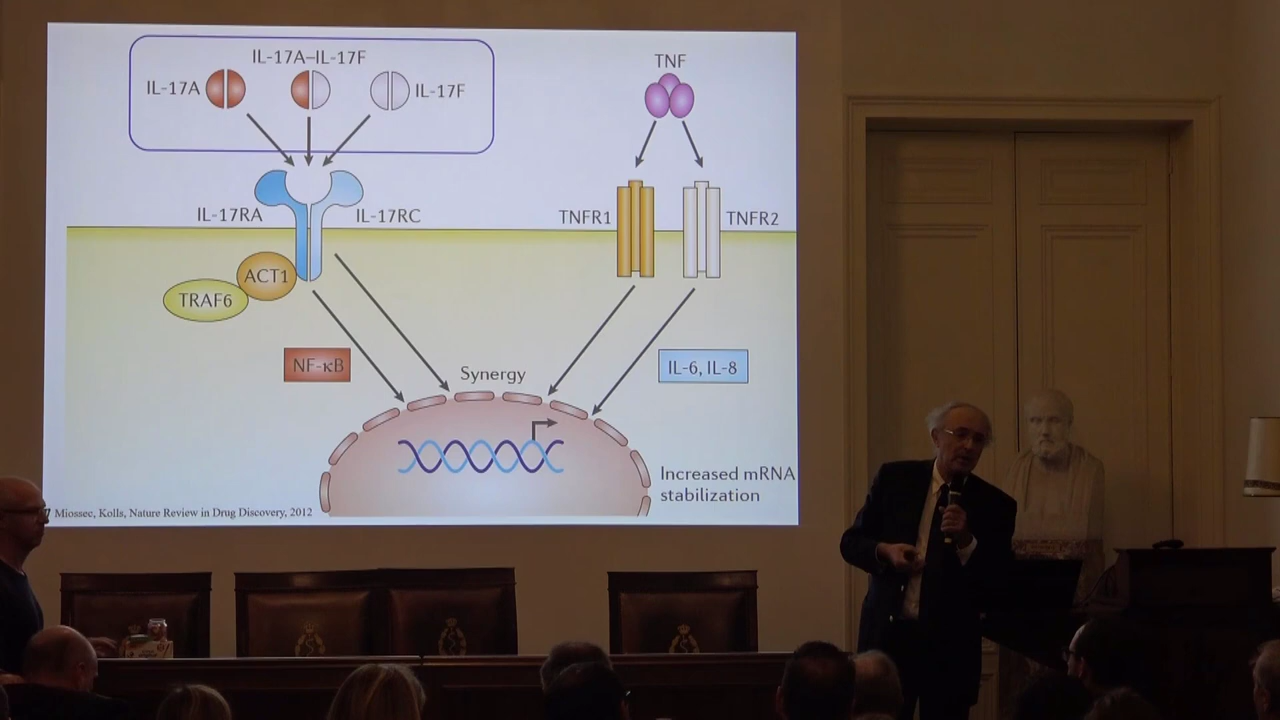 IL-17A–IL-17F
IL-17A
IL-17F
TNF
IL-17RA
IL-17RC
TNFR1
TNFR2
ACT1
TRAF6
NF-κB
IL-6, IL-8
Synergy
Increased mRNA
stabilization
Miossec, Kolls, Nature Review in Drug Discovery, 2012